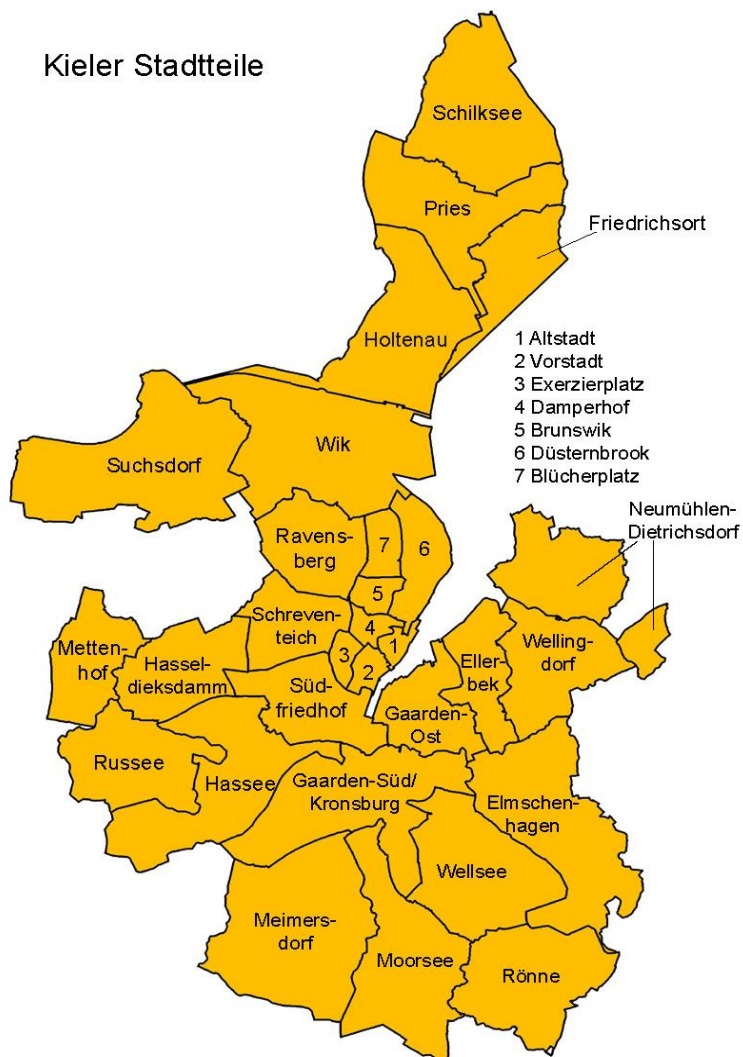 Kieler Stadtteile
Schilksee
Pries
Friedrichsort
Holtenau
1 Altstadt
2 Vorstadt
3 Exerzierplatz
4 Damperhof
5 Brunswik
6 Düsternbrook
7 Blücherplatz
Wik
Suchsdorf
Neumühlen-
Dietrichsdorf
Ravens-
berg
7
6
5
Schreven-
teich
4
1
3
2
Metten-
hof
Hassel-
dieksdamm
Süd-
friedhof
Eller-
bek
Welling-
dorf
Gaarden-
Ost
Russee
Hassee
Gaarden-Süd/
Kronsburg
Elmschen-
hagen
Wellsee
Meimers-
dorf
Moorsee
Rönne